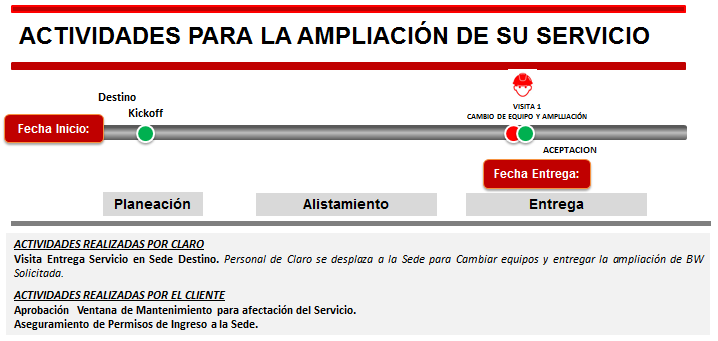 ACTIVIDADES PARA LA AMPLIACIÓN DE SU SERVICIO
Destino
Kickoff
VISITA 1
CAMBIO DE EQUIPO Y AMPLIACIÓN
Fecha Inicio:
ACEPTACION
Fecha Entrega:
Planeación
Alistamiento
Entrega
ACTIVIDADES REALIZADAS POR CLARO
Visita Entrega Servicio en Sede Destino. Personal de Claro se desplaza a la Sede para Cambiar equipos y entregar la ampliación de BW
Solicitada.
ACTIVIDADES REALIZADAS POR EL CLIENTE
Aprobación Ventana de Mantenimiento para afectación del Servicio.
Aseguramiento de Permisos de Ingreso a la Sede.